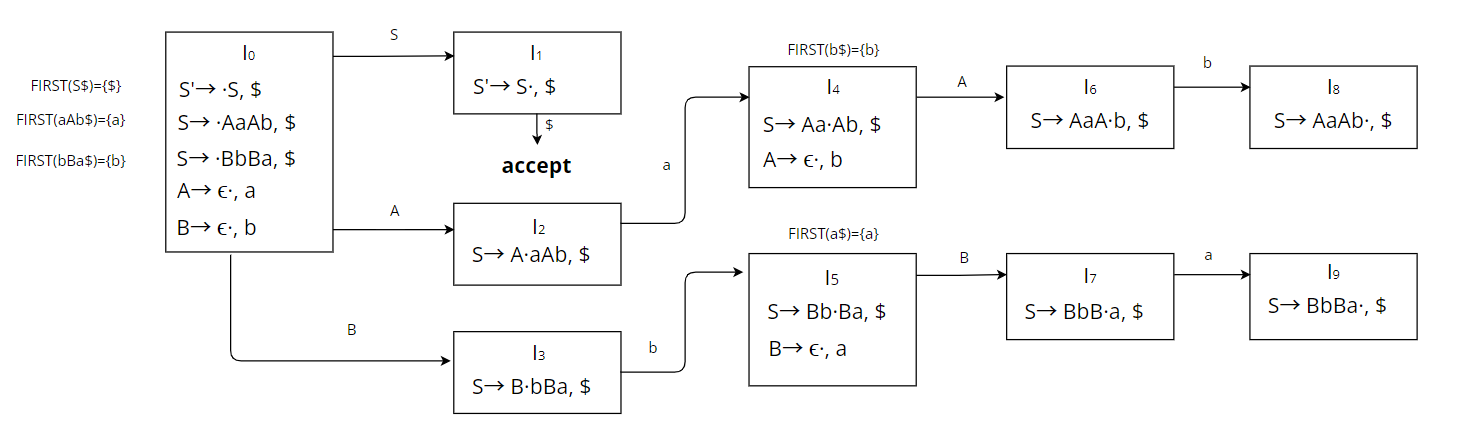 FIRST(S$)={$}
FIRST(aAb$)={a}
FIRST(bBa$)={b}
I₀
S'→ ·S, $
S→ ·AaAb, $
S→ ·BbBa, $
A→ ϵ·, a
B→ ϵ·, b
S
A
B
I₁
S'→ S·, $
$
accept
I₂
S→ A·aAb, $
I₃
S→ B·bBa, $
a
b
FIRST(b$)={b}
I₄
S→ Aa·Ab, $
A→ ϵ·, b
FIRST(a$)={a}
I₅
S→ Bb·Ba, $
B→ ϵ·, a
A
I₆
S→ AaA·b, $
b
I₈
S→ AaAb·, $
B
I₇
S→ BbB·a, $
a
I₉
S→ BbBa·, $